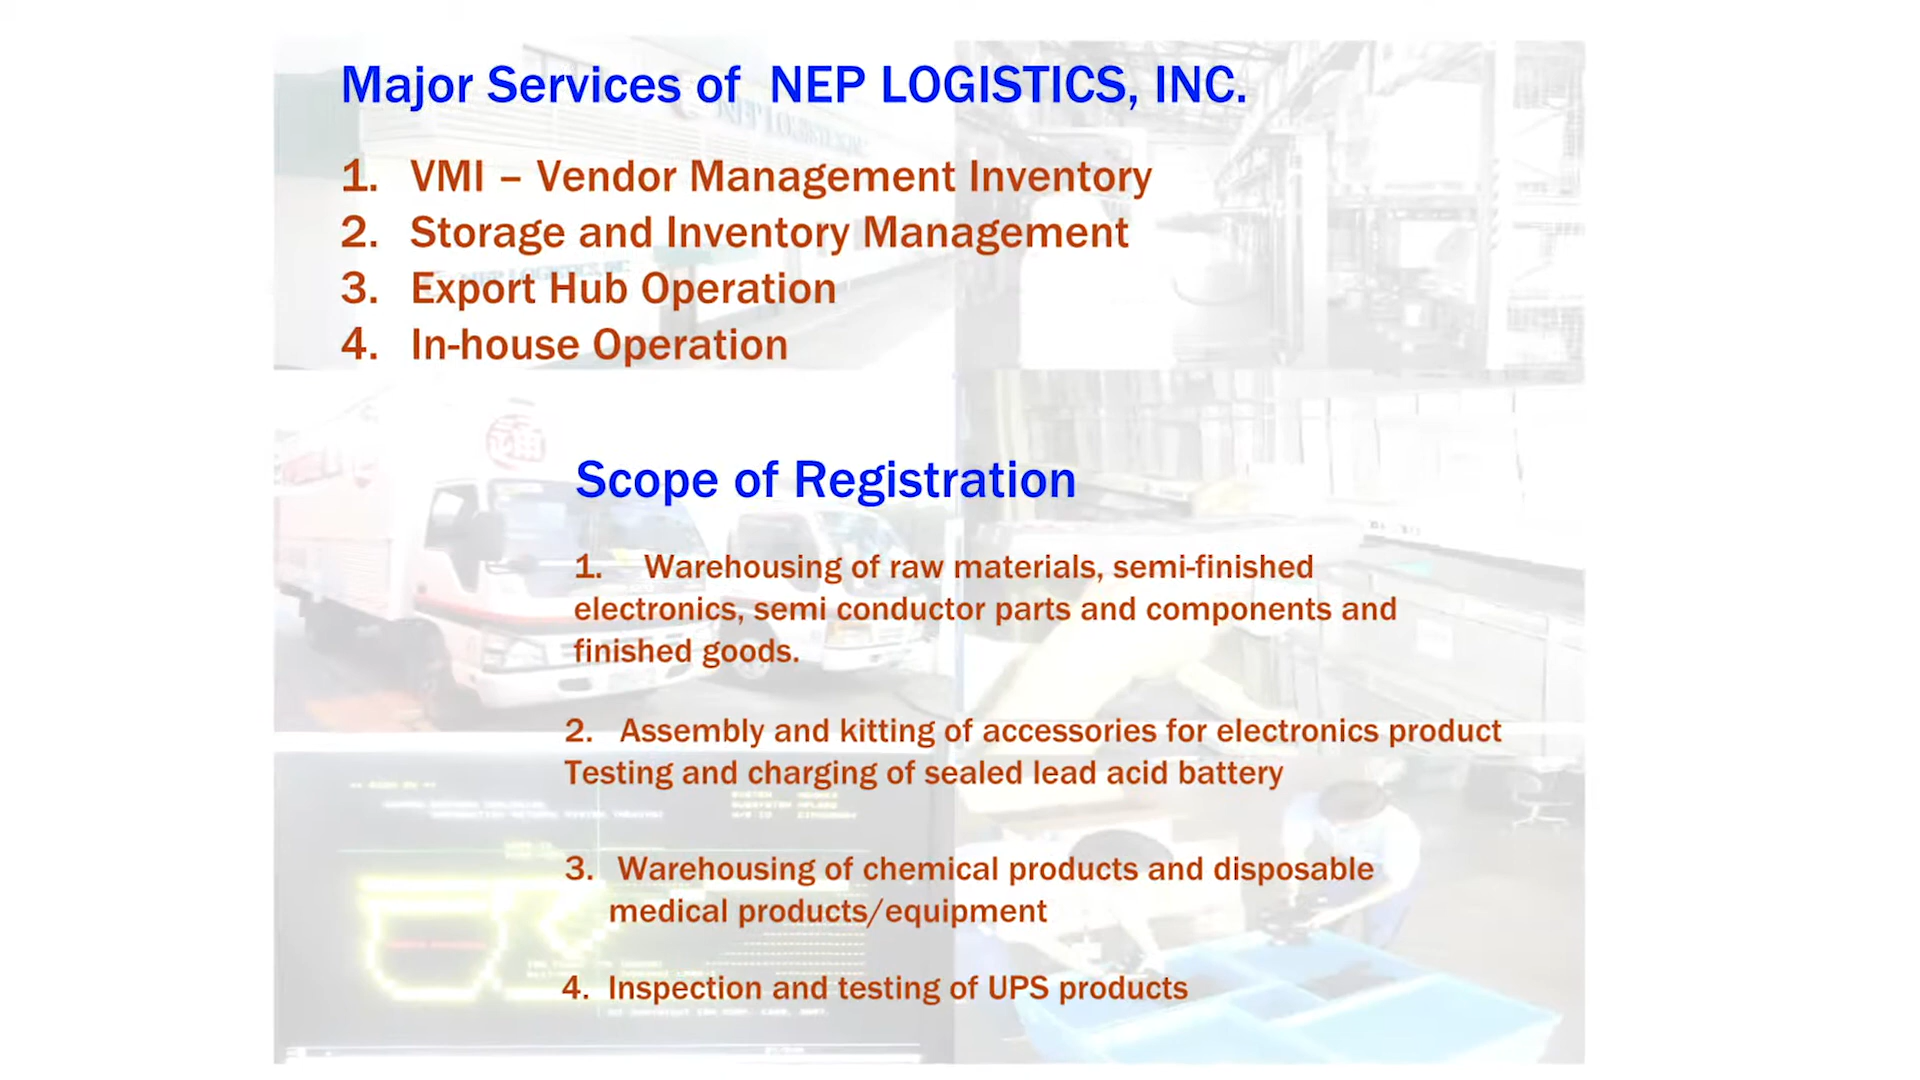 Major Services of NEP LOGISTICS, INC.
1. VMI – Vendor Management Inventory
2. Storage and Inventory Management
3. Export Hub Operation
4. In-house Operation
NEP LOGISTICS, INC
通
Scope of Registration
1. Warehousing of raw materials, semi-finished
electronics, semi conductor parts and components and
finished goods.
2. Assembly and kitting of accessories for electronics product
Testing and charging of sealed lead acid battery
3. Warehousing of chemical products and disposable
medical products/equipment
4. Inspection and testing of UPS products